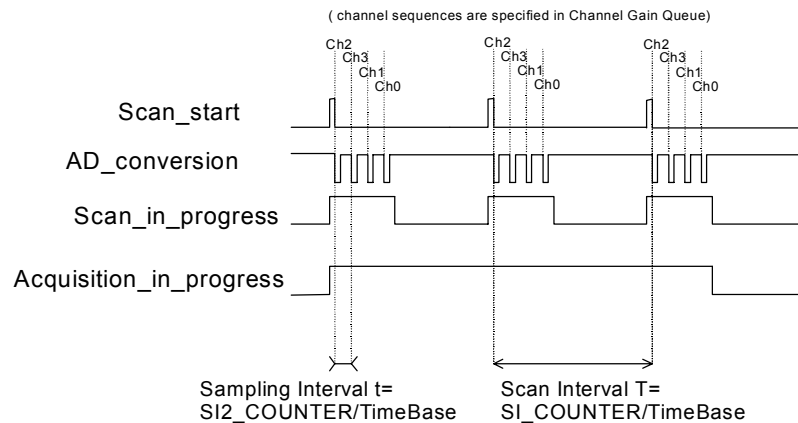 ( channel sequences are specified in Channel Gain Queue)
Ch2
Ch3
Ch1
Ch0
Ch2
Ch3
Ch1
Ch0
Ch2
Ch3
Ch1
Ch0
Scan_start
AD_conversion
Scan_in_progress
Acquisition_in_progress
Sampling Interval t=
SI2_COUNTER/TimeBase
Scan Interval T=
SI_COUNTER/TimeBase